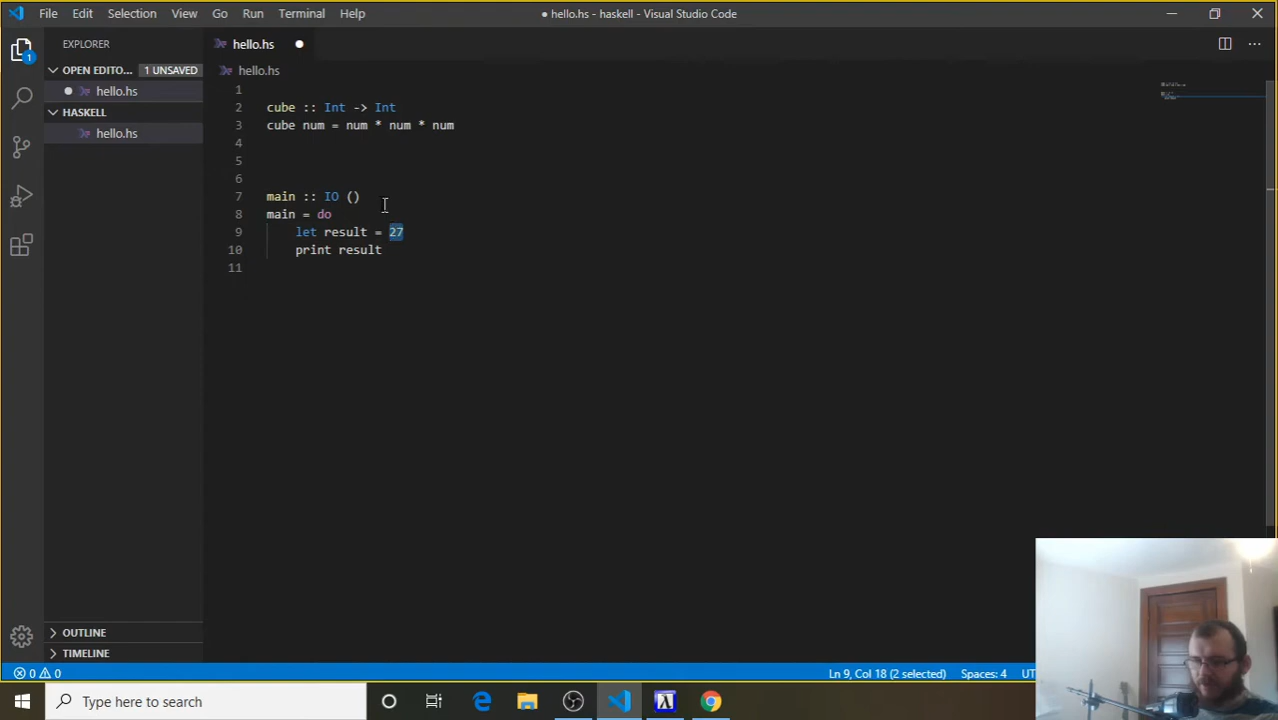 File Edit Selection View Go Run Terminal Help
● hello.hs - haskell - Visual Studio Code
EXPLORER
hello.hs
OPEN EDITO... 1 UNSAVED
hello.hs
1
hello.hs
HASKELL
hello.hs
1
2 cube :: Int -> Int
3 cube num = num * num * num
4
5
6
7 main :: IO ()
8 main = do
9 let result = 27
10 print result
11
OUTLINE
TIMELINE
0 0
Ln 9, Col 18 (2 selected) Spaces: 4 UT
Type here to search